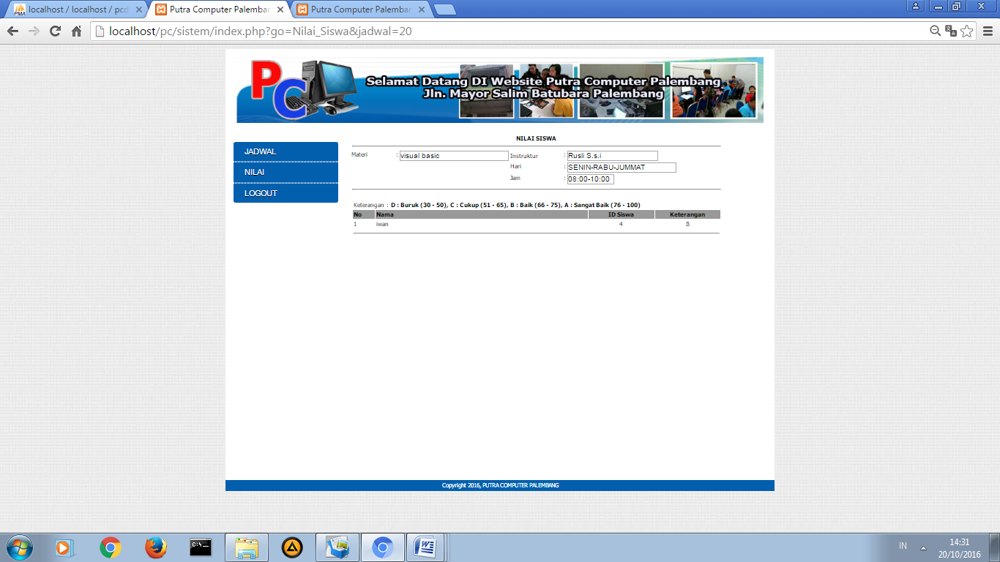 localhost / localhost / pcd
Putra Computer Palemban
Putra Computer Palemban
localhost/pc/sistem/index.php?go=Nilai_Siswa&jadwal=20
PC
Selamat Datang DI Website Putra Computer Palembang
Jln. Mayor Salim Batubara Palembang
JADWAL
NILAI
LOGOUT
NILAI SISWA
Materi : visual basic Instruktur : Rusli S.s.i
Hari : SENIN-RABU-JUMMAT
Jam : 08:00-10:00
Keterangan : D : Buruk (30 - 50), C : Cukup (51 - 65), B : Baik (66 - 75), A : Sangat Baik (76 - 100)
No Nama ID Siswa Keterangan
1 iwan 4 B
Copyright 2016, PUTRA COMPUTER PALEMBANG
IN 14:31
20/10/2016